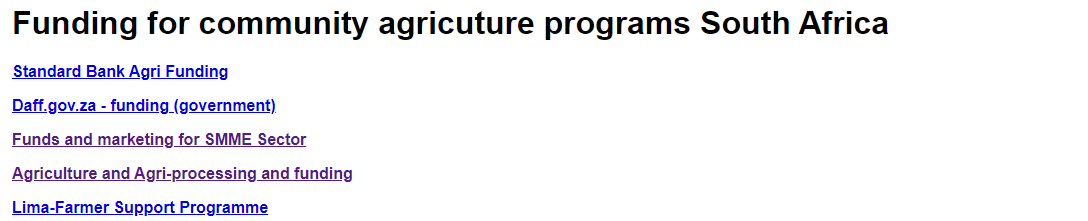 Funding for community agricuture programs South Africa
Standard Bank Agri Funding
Daff.gov.za - funding (government)
Funds and marketing for SMME Sector
Agriculture and Agri-processing and funding
Lima-Farmer Support Programme